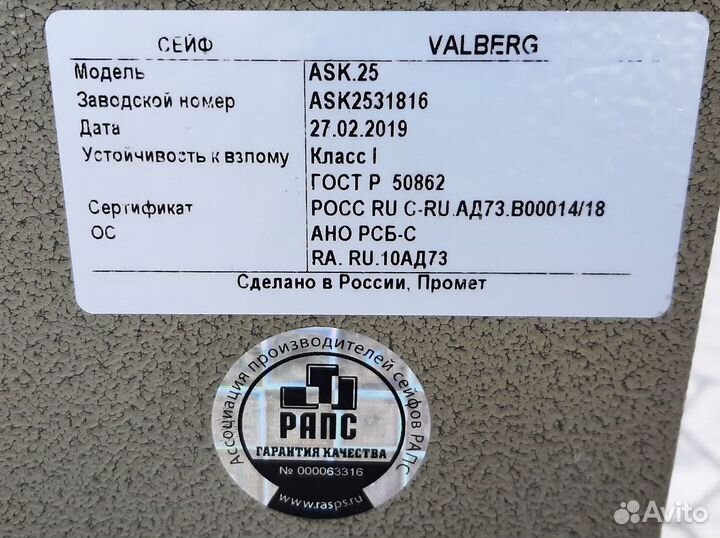 СЕЙФ VALBERG
Модель ASK.25
Заводской номер ASK2531816
Дата 27.02.2019
Устойчивость к взлому Класс I
ГОСТ Р 50862
Сертификат РОСС RU С-RU.АД73.В00014/18
ОС АНО РСБ-С
RA. RU.10АД73
Сделано в России, Промет
Ассоциация производителей сейфов РАПС
РАПС
ГАРАНТИЯ КАЧЕСТВА
№ 000063316
www.rasps.ru
Avito